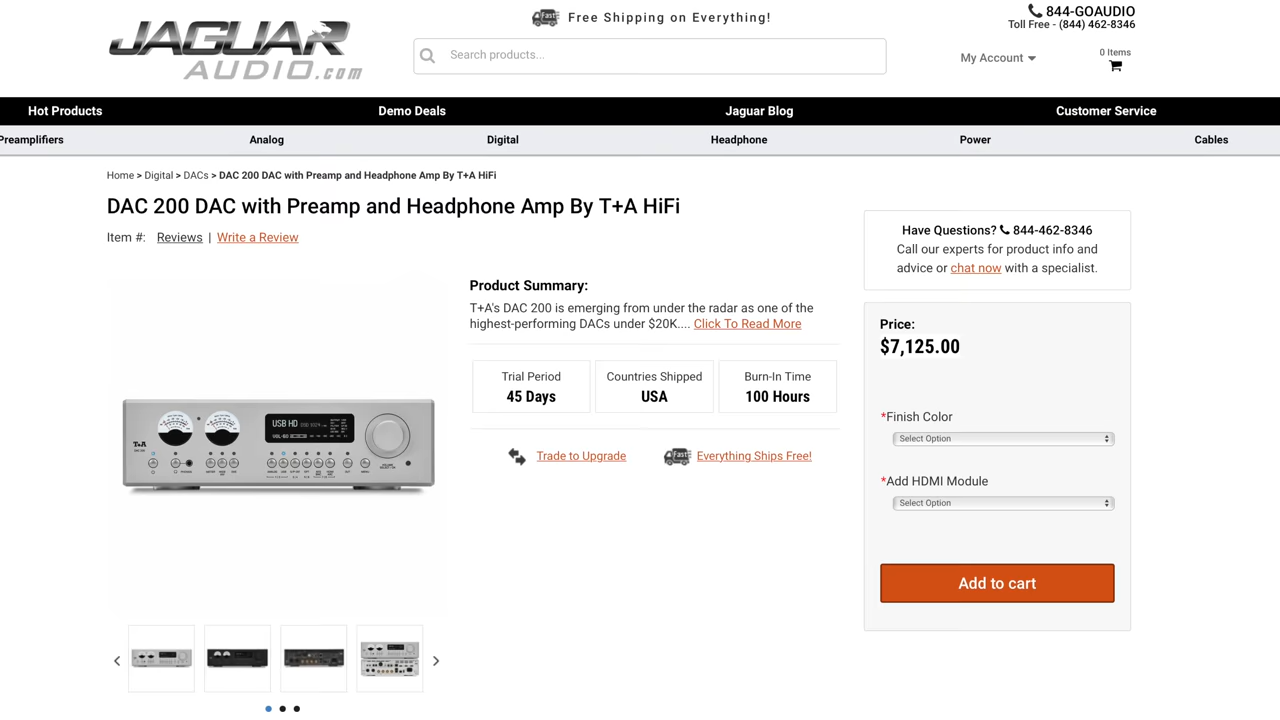 JAGUAR
AUDIO.com
Fast
Free Shipping on Everything!
844-GOAUDIO
Toll Free - (844) 462-8346
Search products...
My Account
0 Items
Hot Products
Demo Deals
Jaguar Blog
Customer Service
Preamplifiers
Analog
Digital
Headphone
Power
Cables
Home > Digital > DACs > DAC 200 DAC with Preamp and Headphone Amp By T+A HiFi
DAC 200 DAC with Preamp and Headphone Amp By T+A HiFi
Item #: Reviews | Write a Review
Have Questions? 844-462-8346
Call our experts for product info and
advice or chat now with a specialist.
Product Summary:
T+A's DAC 200 is emerging from under the radar as one of the
highest-performing DACs under $20K.... Click To Read More
Price:
$7,125.00
Trial Period
45 Days
Countries Shipped
USA
Burn-In Time
100 Hours
T+A
USB HD
VOL-60
*Finish Color
Select Option
Trade to Upgrade
Fast
Everything Ships Free!
*Add HDMI Module
Select Option
Add to cart